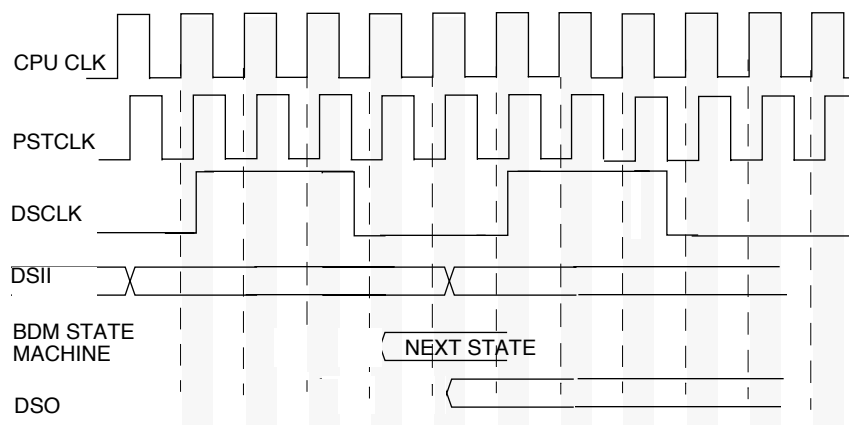 CPU CLK
PSTCLK
DSCLK
DSII
BDM STATE
MACHINE
NEXT STATE
DSO